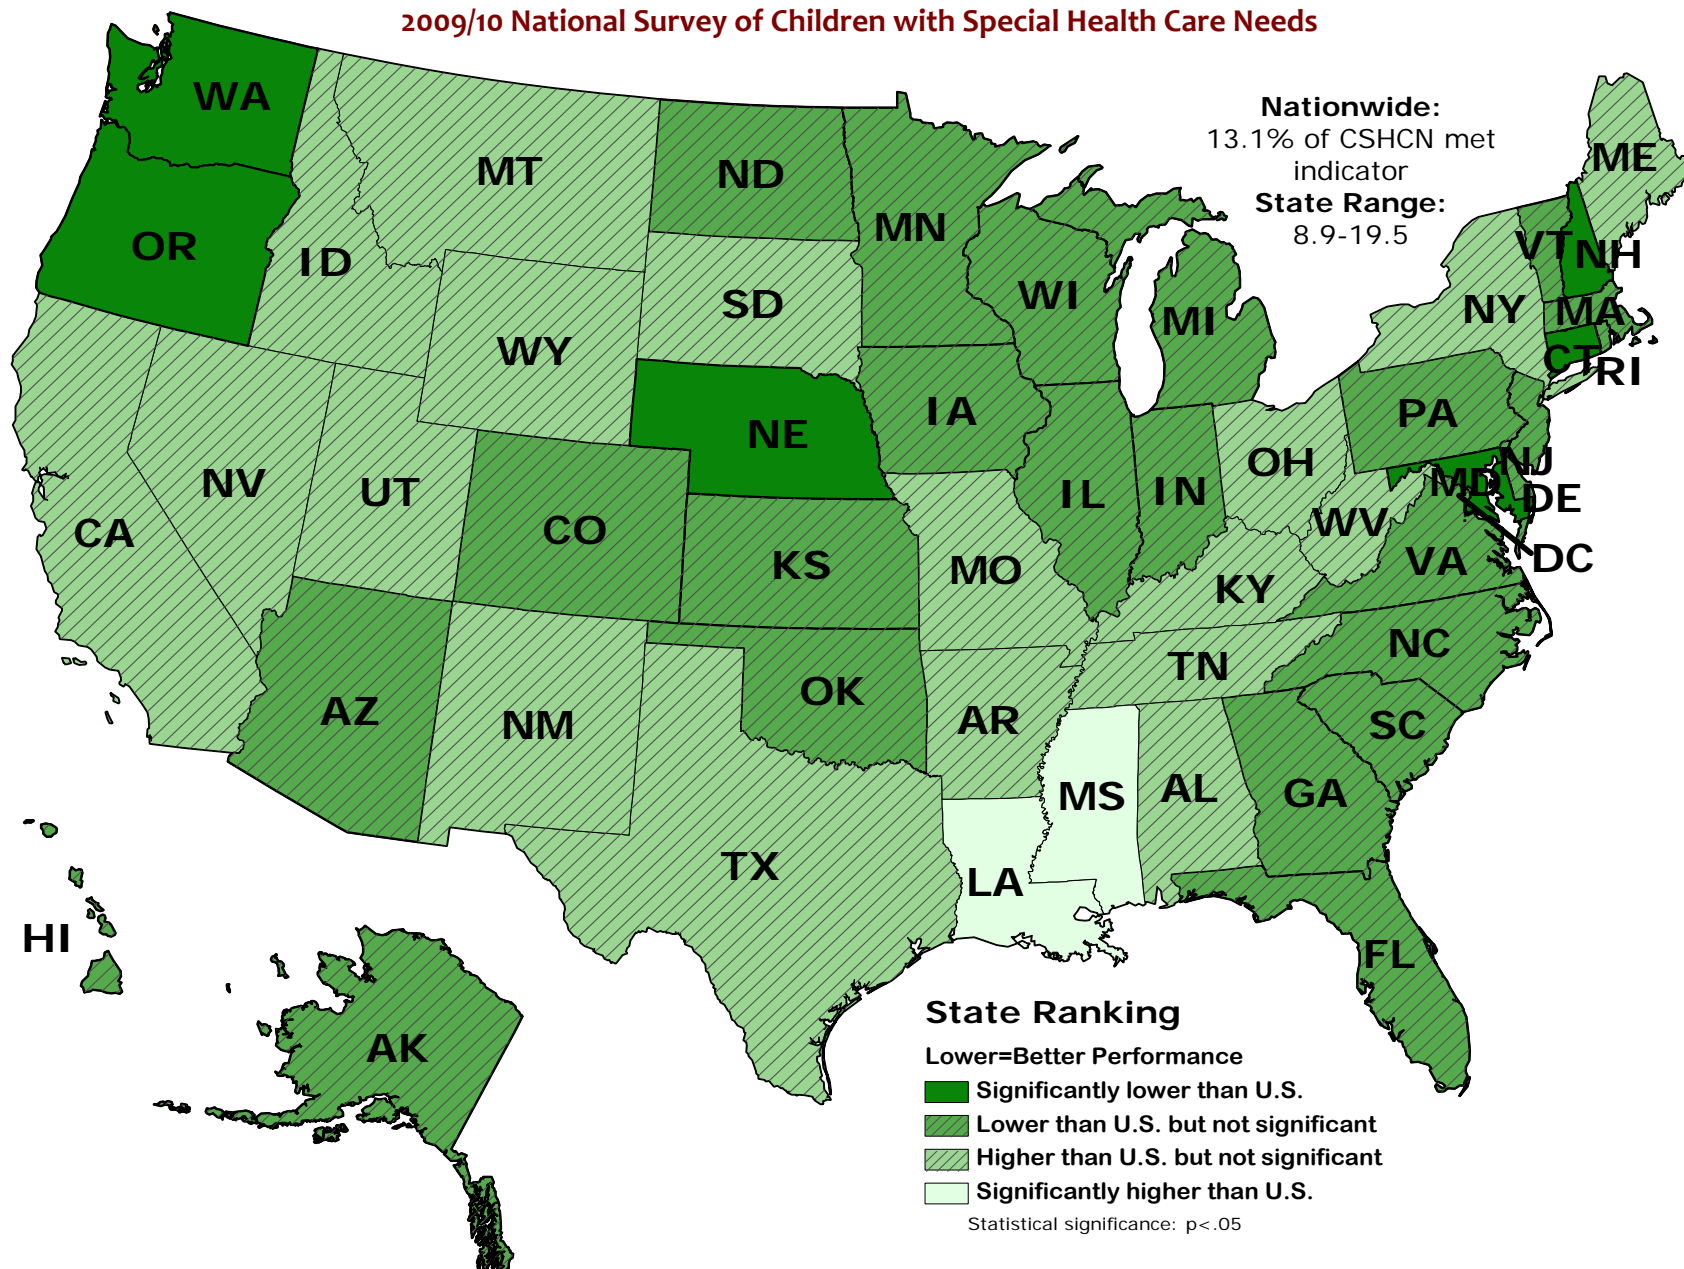 2009/10 National Survey of Children with Special Health Care Needs
Nationwide:
13.1% of CSHCN met
indicator
State Range:
8.9-19.5
WA
MT
ND
MN
ME
OR
ID
SD
WI
MI
VT
NH
NY
MA
WY
CT
RI
NE
IA
PA
NV
UT
CO
IL
IN
OH
NJ
MD
DE
CA
KS
MO
WV
VA
DC
KY
NC
TN
AZ
NM
OK
AR
SC
MS
AL
GA
TX
LA
HI
FL
AK
State Ranking
Lower=Better Performance
Significantly lower than U.S.
Lower than U.S. but not significant
Higher than U.S. but not significant
Significantly higher than U.S.
Statistical significance: p<.05